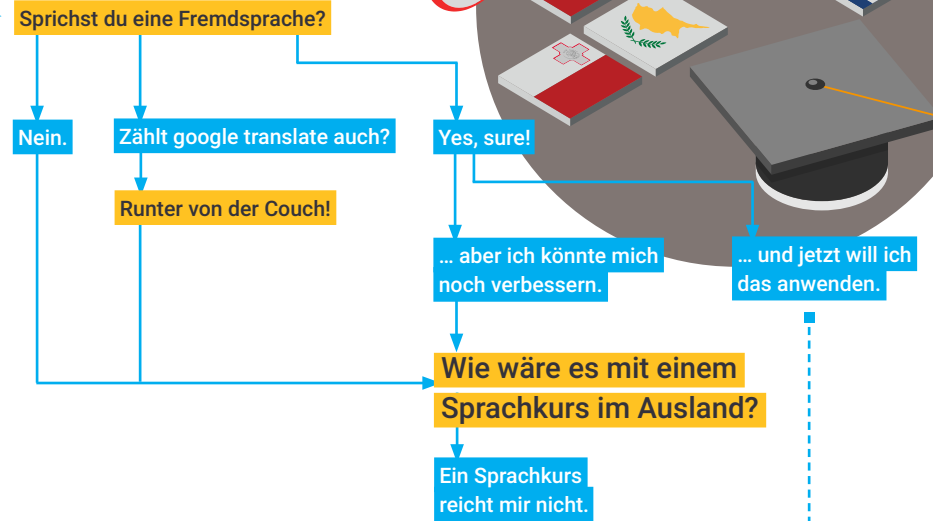 Sprichst du eine Fremdsprache?
Nein.
Zählt google translate auch?
Yes, sure!
Runter von der Couch!
... aber ich könnte mich
noch verbessern.
... und jetzt will ich
das anwenden.
Wie wäre es mit einem
Sprachkurs im Ausland?
Ein Sprachkurs
reicht mir nicht.